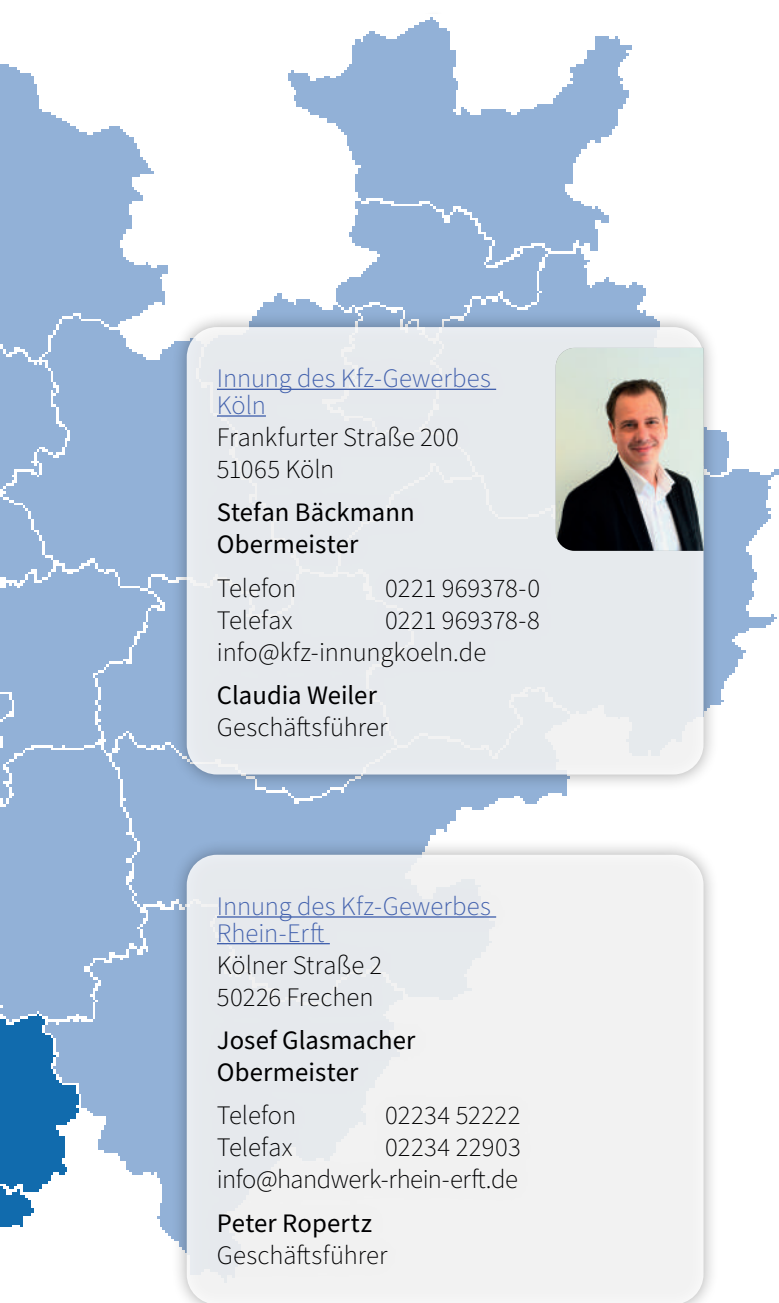 Innung des Kfz-Gewerbes
Köln
Frankfurter Straße 200
51065 Köln
Stefan Bäckmann
Obermeister
Telefon 0221 969378-0
Telefax 0221 969378-8
info@kfz-innungkoeln.de
Claudia Weiler
Geschäftsführer
Innung des Kfz-Gewerbes
Rhein-Erft
Kölner Straße 2
50226 Frechen
Josef Glasmacher
Obermeister
Telefon 02234 52222
Telefax 02234 22903
info@handwerk-rhein-erft.de
Peter Ropertz
Geschäftsführer